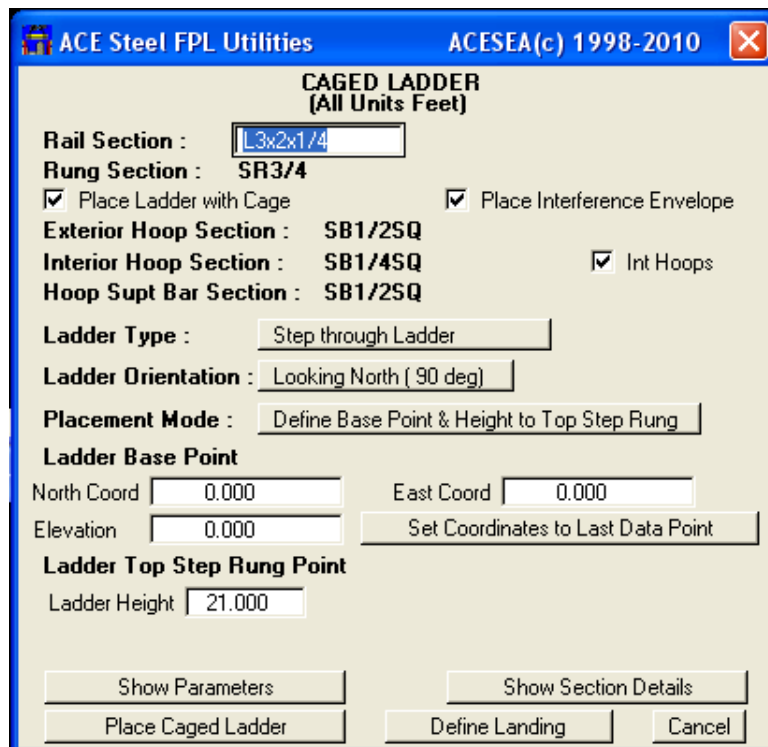 ACE Steel FPL Utilities ACESEA(c) 1998-2010
CAGED LADDER
(All Units Feet)
Rail Section : L3x2x1/4
Rung Section : SR3/4
Place Ladder with Cage Place Interference Envelope
Exterior Hoop Section : SB1/2SQ
Interior Hoop Section : SB1/4SQ Int Hoops
Hoop Supt Bar Section : SB1/2SQ
Ladder Type : Step through Ladder
Ladder Orientation : Looking North ( 90 deg)
Placement Mode : Define Base Point & Height to Top Step Rung
Ladder Base Point
North Coord 0.000 East Coord 0.000
Elevation 0.000 Set Coordinates to Last Data Point
Ladder Top Step Rung Point
Ladder Height 21.000
Show Parameters Show Section Details
Place Caged Ladder Define Landing Cancel